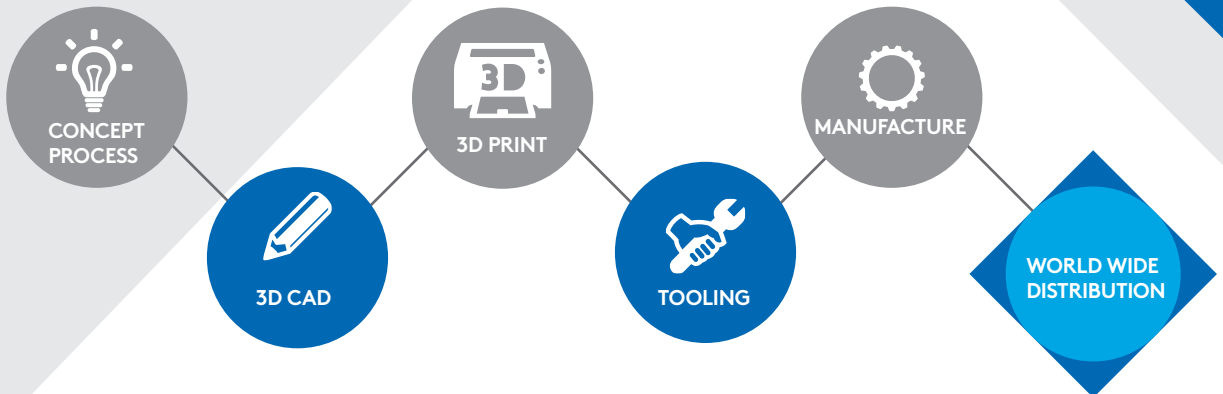 CONCEPT
PROCESS
3D CAD
3D
3D PRINT
TOOLING
MANUFACTURE
WORLD WIDE
DISTRIBUTION